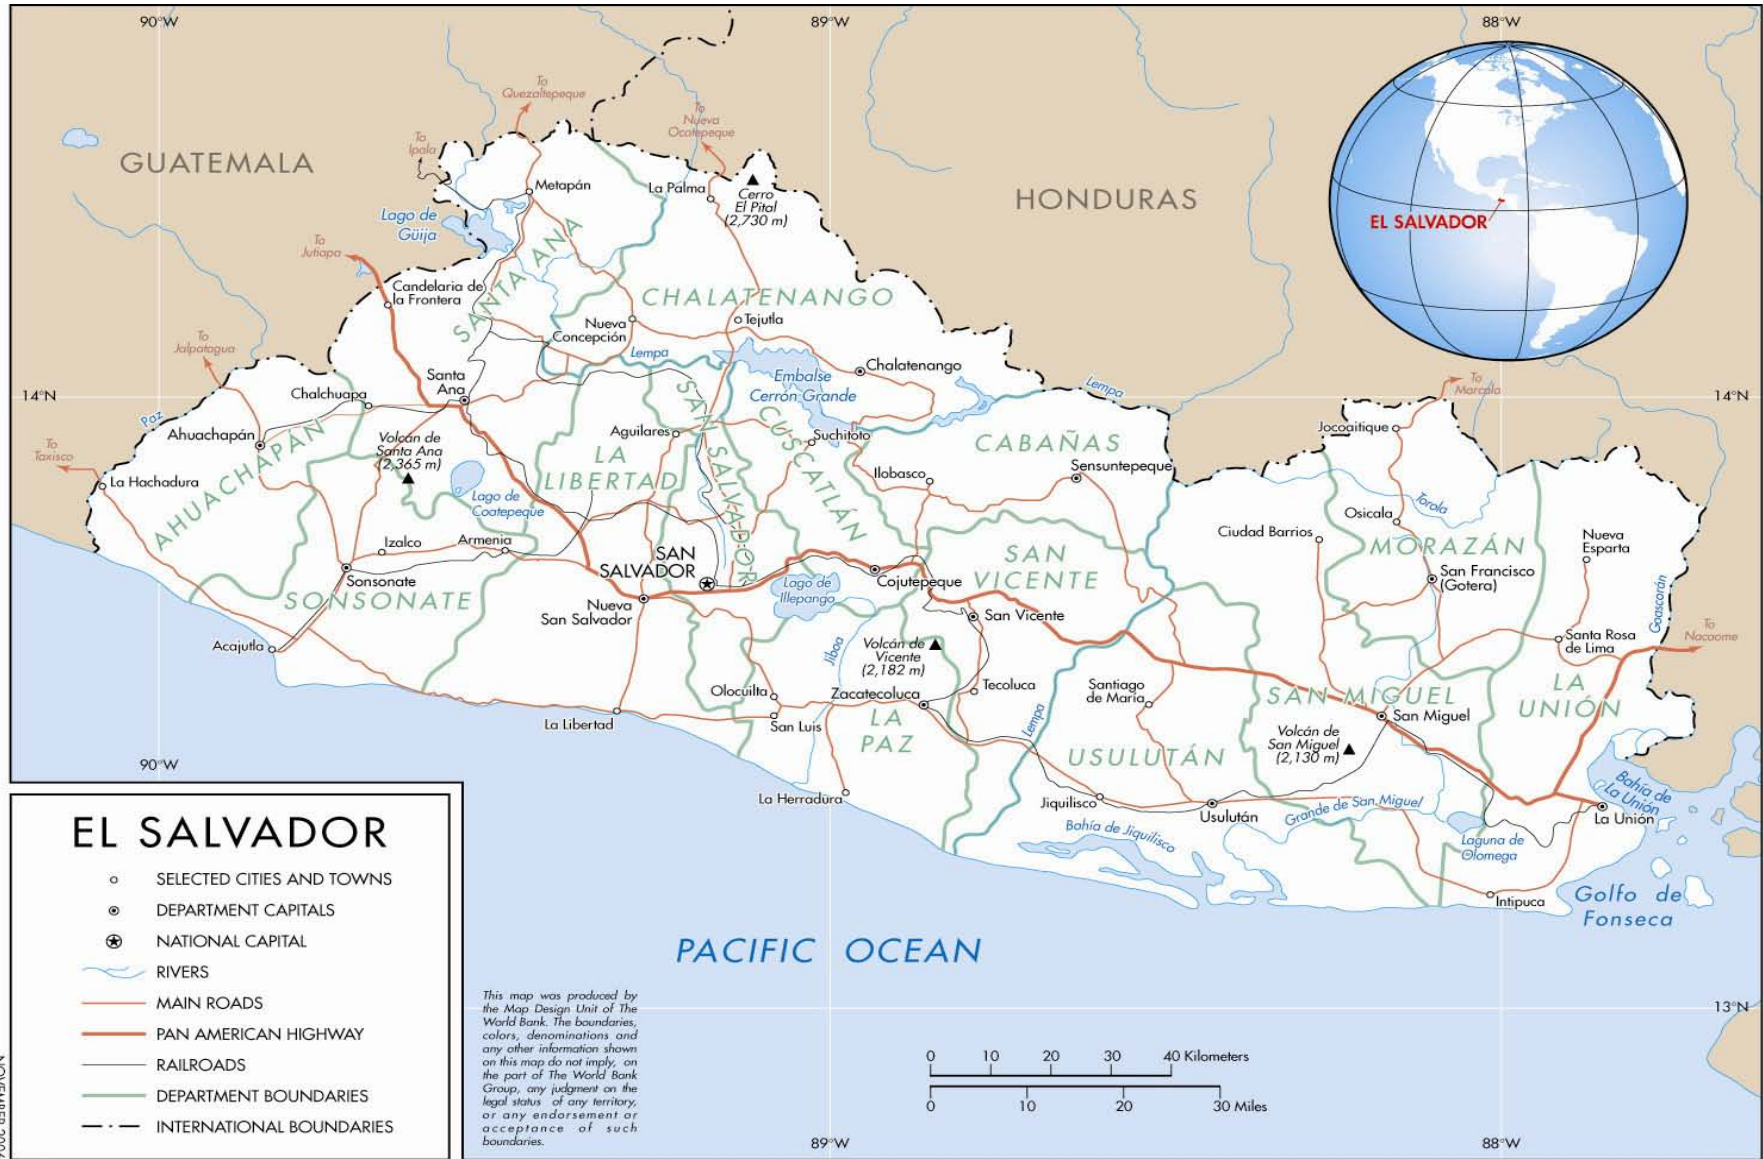 90°W
89°W
88°W
To
Quezaltepeque
To
Nueva
Ocotepeque
To
Ipala
GUATEMALA
HONDURAS
EL SALVADOR
Metapán
La Palma
Cerro
El Pital
(2,730 m)
Lago de
Güija
To
Jutiapa
SANTA ANA
Candelaria de
la Frontera
CHALATENANGO
Nueva
Concepción
Tejutla
To
Jalpatagua
Lempa
Chalatenango
Embalse
Cerrón Grande
Lempa
To
Marcala
14°N
14°N
Santa
Ana
Chalchuapa
Paz
Ahuachapán
Volcán de
Santa Ana
(2,365 m)
Aguilares
Suchitoto
CABAÑAS
Jocoaitique
To
Taxisco
La Hachadura
AHUACHAPÁN
LA
LIBERTAD
SAN SALVADOR
CUSCATLÁN
Ilobasco
Sensuntepeque
Lago de
Coatepeque
Torola
Osicala
Ciudad Barrios
MORAZÁN
Nueva
Esparta
Izalco
Armenia
SAN
SALVADOR
SAN
VICENTE
San Francisco
(Gotera)
Sonsonate
SONSONATE
Lago de
Illepango
Cojutepeque
Nueva
San Salvador
San Vicente
Goascorán
To
Nacaome
Acajutla
Jiboa
Volcán de
Vicente
(2,182 m)
Santa Rosa
de Lima
Olocuilta
Zacatecoluca
Tecoluca
Santiago
de María
SAN MIGUEL
LA
UNIÓN
La Libertad
San Luis
LA
PAZ
Lempa
San Miguel
USULUTÁN
Volcán de
San Miguel
(2,130 m)
90°W
La Herradura
Jiquilisco
Usulután
Grande de San Miguel
Bahía de
La Unión
La Unión
Bahía de Jiquilisco
Laguna de
Olomega
Intipuca
Golfo de
Fonseca
PACIFIC OCEAN
EL SALVADOR
SELECTED CITIES AND TOWNS
DEPARTMENT CAPITALS
NATIONAL CAPITAL
RIVERS
MAIN ROADS
PAN AMERICAN HIGHWAY
RAILROADS
DEPARTMENT BOUNDARIES
INTERNATIONAL BOUNDARIES
This map was produced by
the Map Design Unit of The
World Bank. The boundaries,
colors, denominations and
any other information shown
on this map do not imply, on
the part of The World Bank
Group, any judgment on the
legal status of any territory,
or any endorsement or
acceptance of such
boundaries.
13°N
0 10 20 30 40 Kilometers
0 10 20 30 Miles
89°W
88°W